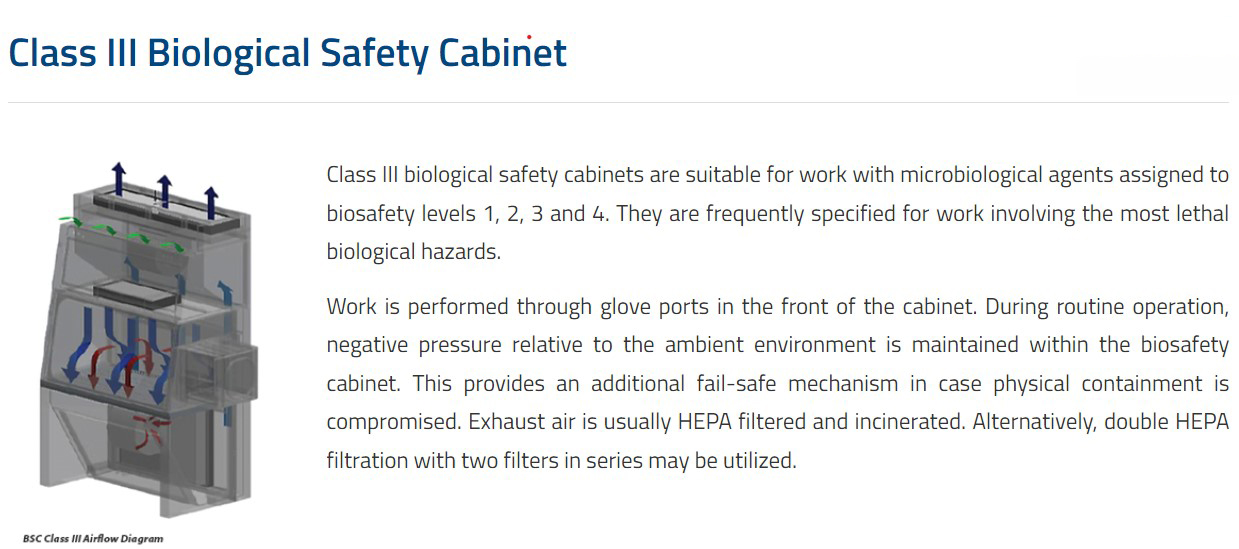 Class III Biological Safety Cabinet
Class III biological safety cabinets are suitable for work with microbiological agents assigned to
biosafety levels 1, 2, 3 and 4. They are frequently specified for work involving the most lethal
biological hazards.
Work is performed through glove ports in the front of the cabinet. During routine operation,
negative pressure relative to the ambient environment is maintained within the biosafety
cabinet. This provides an additional fail-safe mechanism in case physical containment is
compromised. Exhaust air is usually HEPA filtered and incinerated. Alternatively, double HEPA
filtration with two filters in series may be utilized.
BSC Class III Airflow Diagram